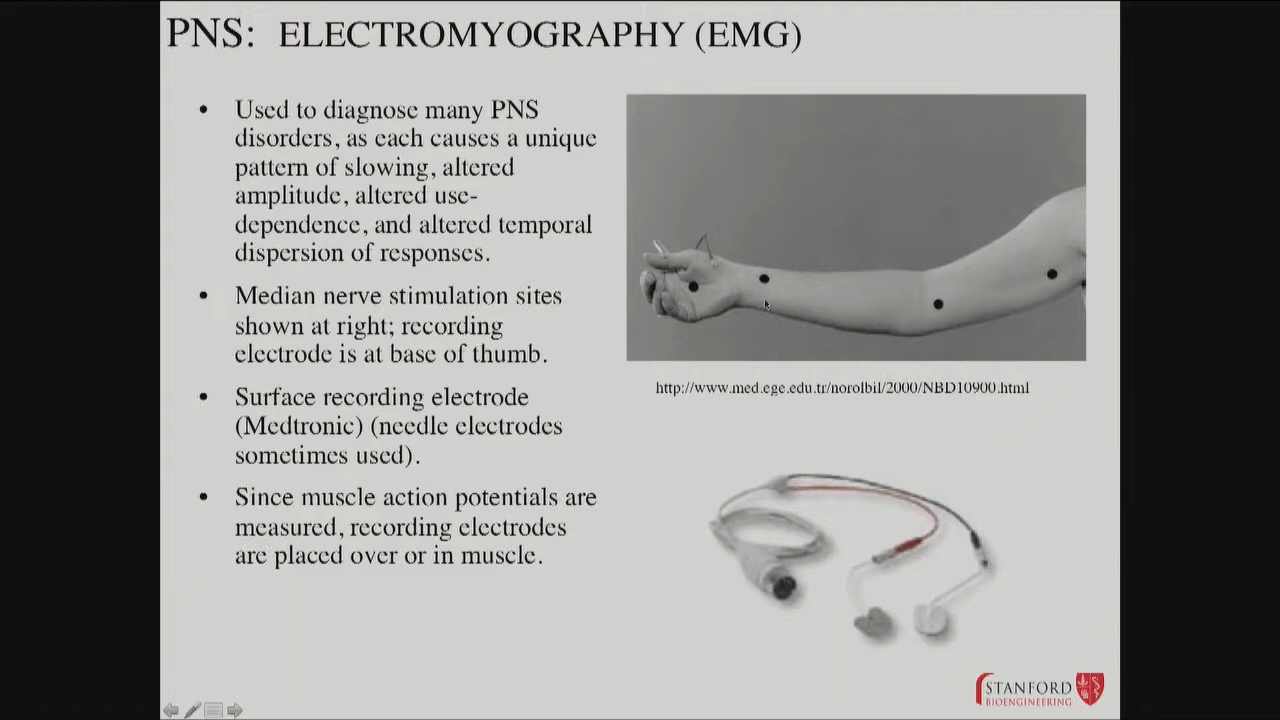 PNS: ELECTROMYOGRAPHY (EMG)
• Used to diagnose many PNS
disorders, as each causes a unique
pattern of slowing, altered
amplitude, altered use-
dependence, and altered temporal
dispersion of responses.
• Median nerve stimulation sites
shown at right; recording
electrode is at base of thumb.
• Surface recording electrode
(Medtronic) (needle electrodes
sometimes used).
• Since muscle action potentials are
measured, recording electrodes
are placed over or in muscle.
http://www.med.ege.edu.tr/norolbil/2000/NBD10900.html
STANFORD
BIOENGINEERING